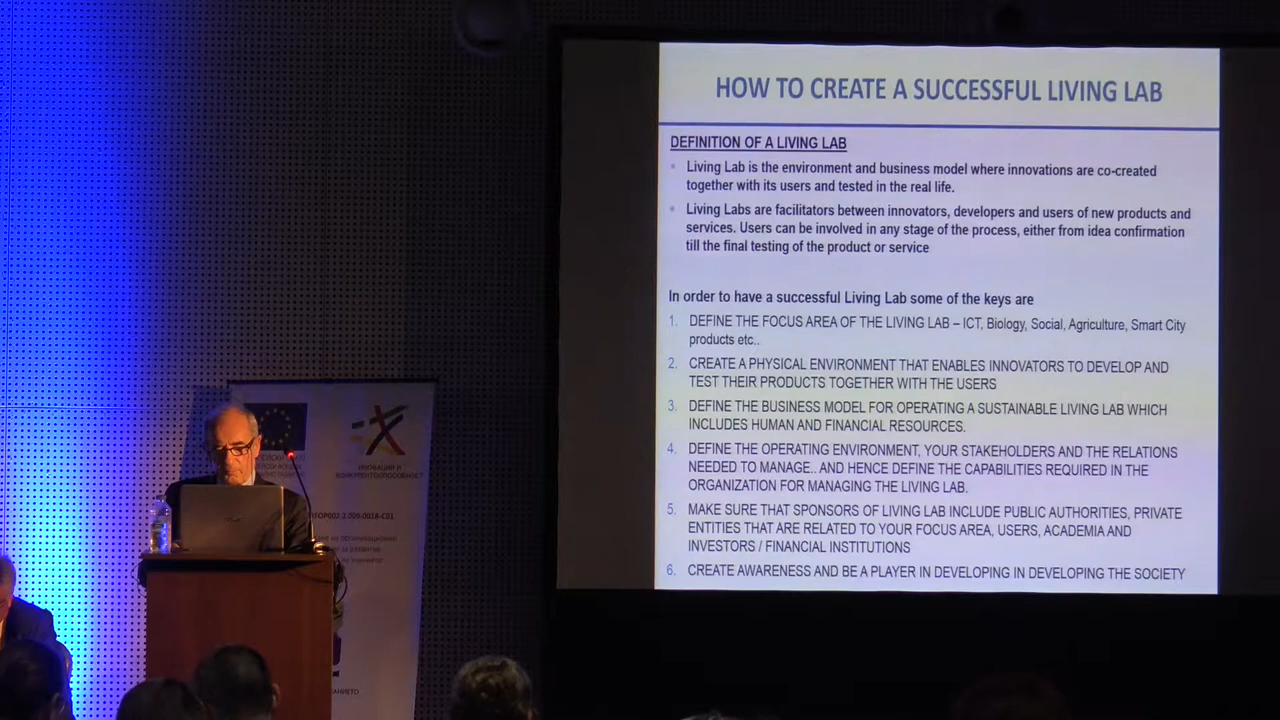 HOW TO CREATE A SUCCESSFUL LIVING LAB
DEFINITION OF A LIVING LAB
Living Lab is the environment and business model where innovations are co-created
together with its users and tested in the real life.
Living Labs are facilitators between innovators, developers and users of new products and
services. Users can be involved in any stage of the process, either from idea confirmation
till the final testing of the product or service
In order to have a successful Living Lab some of the keys are
1. DEFINE THE FOCUS AREA OF THE LIVING LAB – ICT, Biology, Social, Agriculture, Smart City
products etc..
2. CREATE A PHYSICAL ENVIRONMENT THAT ENABLES INNOVATORS TO DEVELOP AND
TEST THEIR PRODUCTS TOGETHER WITH THE USERS
3. DEFINE THE BUSINESS MODEL FOR OPERATING A SUSTAINABLE LIVING LAB WHICH
INCLUDES HUMAN AND FINANCIAL RESOURCES.
4. DEFINE THE OPERATING ENVIRONMENT, YOUR STAKEHOLDERS AND THE RELATIONS
NEEDED TO MANAGE.. AND HENCE DEFINE THE CAPABILITIES REQUIRED IN THE
ORGANIZATION FOR MANAGING THE LIVING LAB.
5. MAKE SURE THAT SPONSORS OF LIVING LAB INCLUDE PUBLIC AUTHORITIES, PRIVATE
ENTITIES THAT ARE RELATED TO YOUR FOCUS AREA, USERS, ACADEMIA AND
INVESTORS / FINANCIAL INSTITUTIONS
6. CREATE AWARENESS AND BE A PLAYER IN DEVELOPING IN DEVELOPING THE SOCIETY
ИНОВАЦИИ И
КОНКУРЕНТОСПОСОБНОСТ